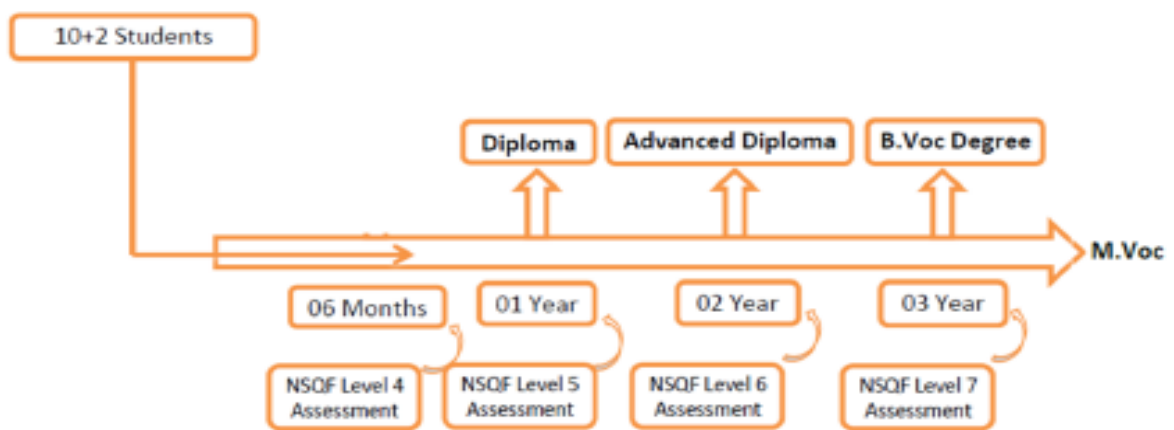 10+2 Students
Diploma
Advanced Diploma
B.Voc Degree
M.Voc
06 Months
01 Year
02 Year
03 Year
NSQF Level 4
Assessment
NSQF Level 5
Assessment
NSQF Level 6
Assessment
NSQF Level 7
Assessment